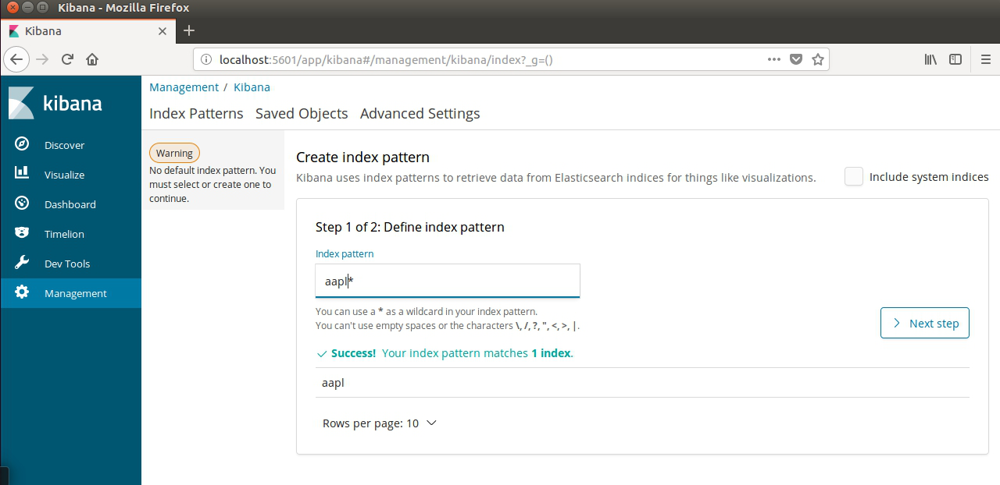 Kibana - Mozilla Firefox
Kibana
localhost:5601/app/kibana#/management/kibana/index?_g=()
kibana
Discover
Visualize
Dashboard
Timelion
Dev Tools
Management
Management / Kibana
Index Patterns Saved Objects Advanced Settings
Warning
No default index pattern. You
must select or create one to
continue.
Create index pattern
Kibana uses index patterns to retrieve data from Elasticsearch indices for things like visualizations.
Include system indices
Step 1 of 2: Define index pattern
Index pattern
aapl*
You can use a * as a wildcard in your index pattern.
You can't use empty spaces or the characters \, /, ?, ", <, >, |.
Next step
Success! Your index pattern matches 1 index.
aapl
Rows per page: 10